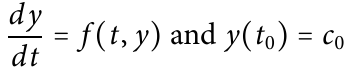 dy/dt = f(t, y) and y(t₀) = c₀